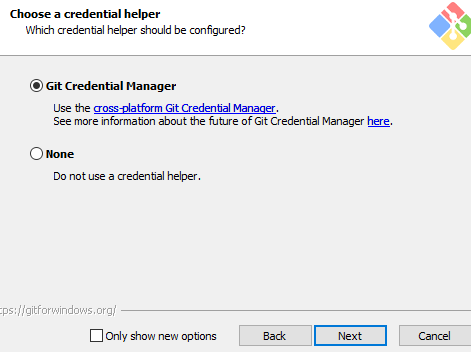 Choose a credential helper
Which credential helper should be configured?
Git Credential Manager
Use the cross-platform Git Credential Manager.
See more information about the future of Git Credential Manager here.
None
Do not use a credential helper.
tps://gitforwindows.org/
Only show new options
Back
Next
Cancel